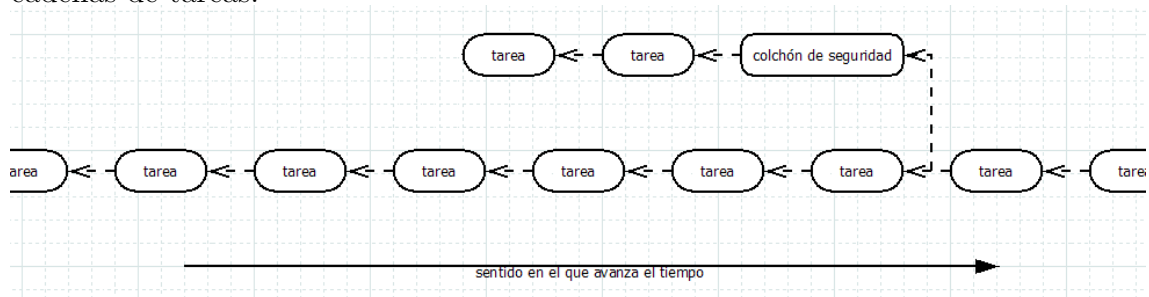 cadenas de tareas.
tarea tarea colchón de seguridad
area tarea tarea tarea tarea tarea tarea tarea tarea
sentido en el que avanza el tiempo